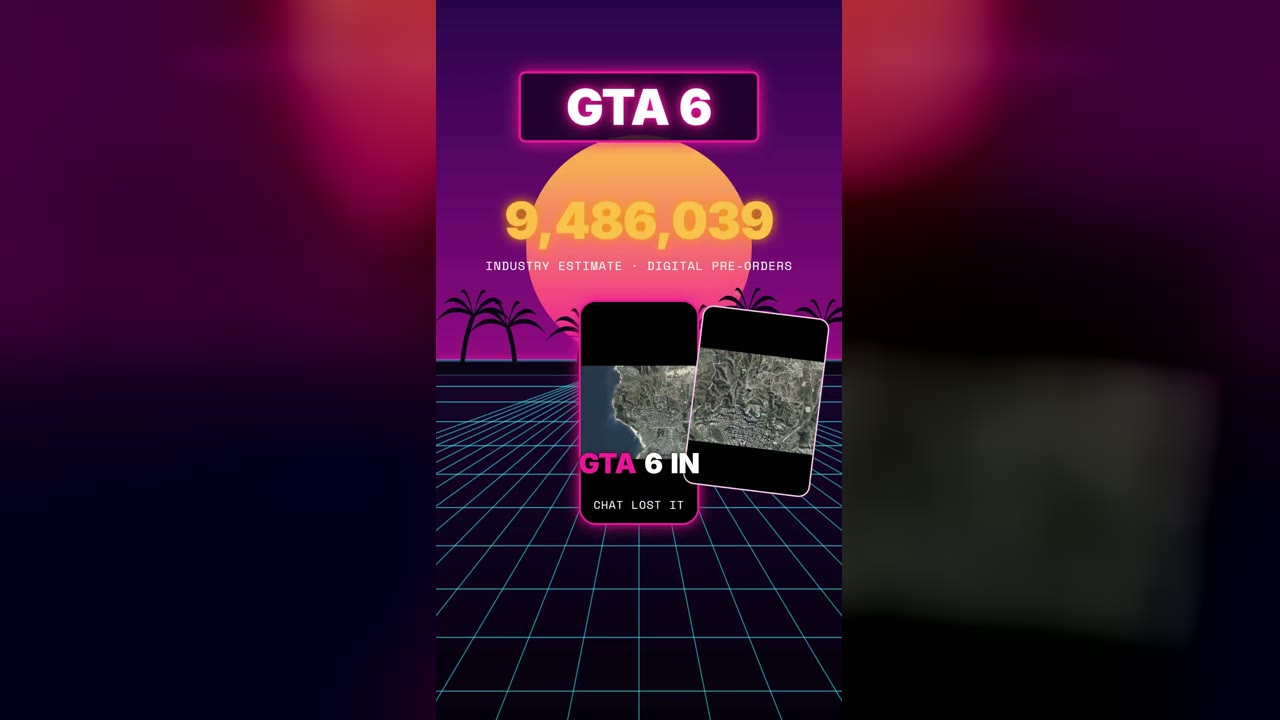 GTA 6
9,486,039
INDUSTRY ESTIMATE · DIGITAL PRE-ORDERS
GTA 6 IN
CHAT LOST IT